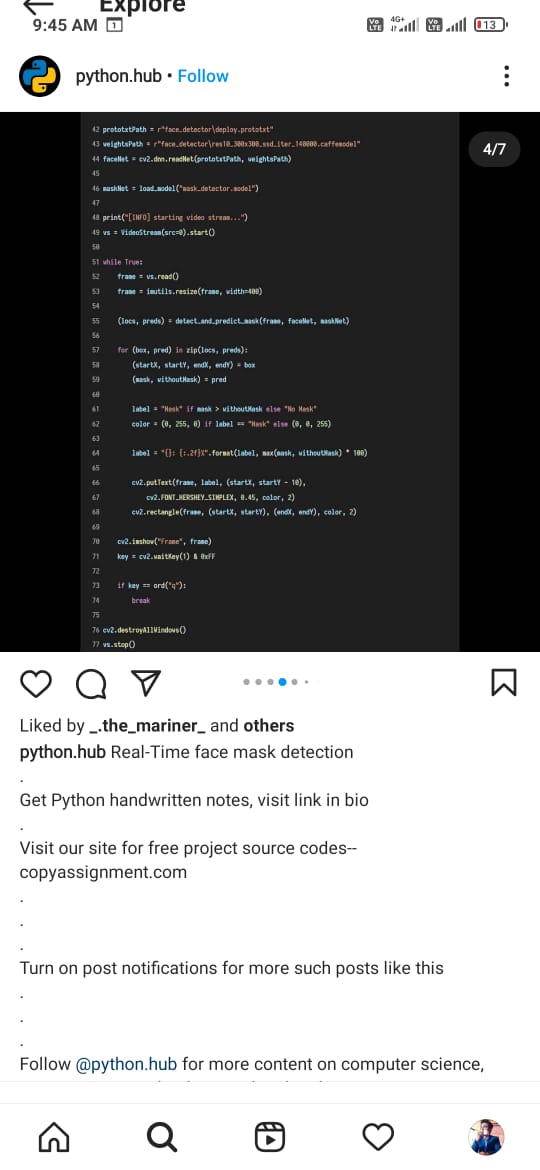 Explore
9:45 AM 1
Vo LTE 4G+ Vo LTE 13
python.hub • Follow
4/7
42 prototxtPath = r"face_detector\deploy.prototxt"
43 weightsPath = r"face_detector\res10_300x300_ssd_iter_140000.caffemodel"
44 faceNet = cv2.dnn.readNet(prototxtPath, weightsPath)
45
46 maskNet = load_model("mask_detector.model")
47
48 print("[INFO] starting video stream...")
49 vs = VideoStream(src=0).start()
50
51 while True:
52 frame = vs.read()
53 frame = imutils.resize(frame, width=400)
54
55 (locs, preds) = detect_and_predict_mask(frame, faceNet, maskNet)
56
57 for (box, pred) in zip(locs, preds):
58 (startX, startY, endX, endY) = box
59 (mask, withoutMask) = pred
60
61 label = "Mask" if mask > withoutMask else "No Mask"
62 color = (0, 255, 0) if label == "Mask" else (0, 0, 255)
63
64 label = "{}: {:.2f}%".format(label, max(mask, withoutMask) * 100)
65
66 cv2.putText(frame, label, (startX, startY - 10),
67 cv2.FONT_HERSHEY_SIMPLEX, 0.45, color, 2)
68 cv2.rectangle(frame, (startX, startY), (endX, endY), color, 2)
69
70 cv2.imshow("Frame", frame)
71 key = cv2.waitKey(1) & 0xFF
72
73 if key == ord("q"):
74 break
75
76 cv2.destroyAllWindows()
77 vs.stop()
Liked by _.the_mariner_ and others
python.hub Real-Time face mask detection
.
Get Python handwritten notes, visit link in bio
.
Visit our site for free project source codes--
copyassignment.com
.
.
.
Turn on post notifications for more such posts like this
.
.
.
Follow @python.hub for more content on computer science,